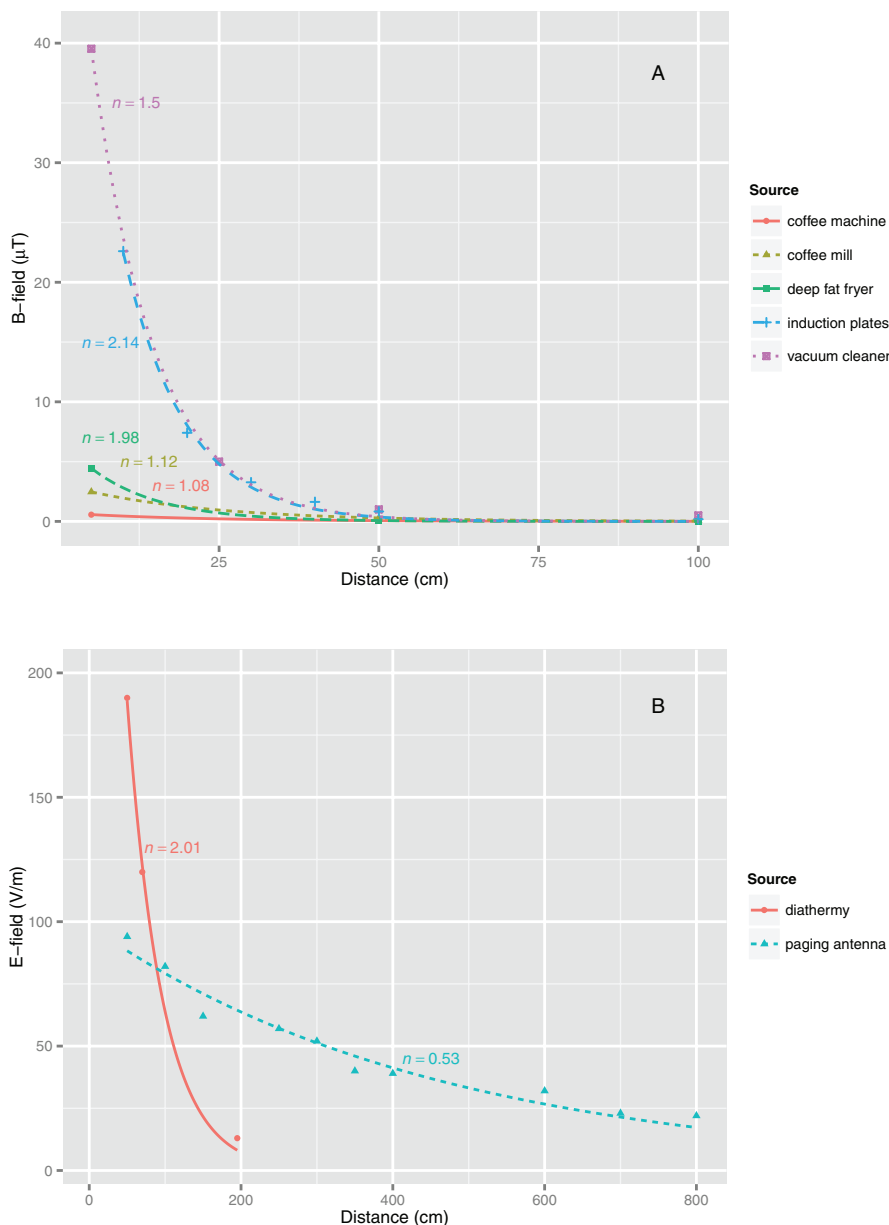 A
40
30
20
10
0
B−field (μT)
n = 1.5
n = 2.14
n = 1.98
n = 1.12
n = 1.08
25
50
75
100
Distance (cm)
Source
coffee machine
coffee mill
deep fat fryer
induction plates
vacuum cleaner
B
200
150
100
50
0
E−field (V/m)
n = 2.01
n = 0.53
0
200
400
600
800
Distance (cm)
Source
diathermy
paging antenna